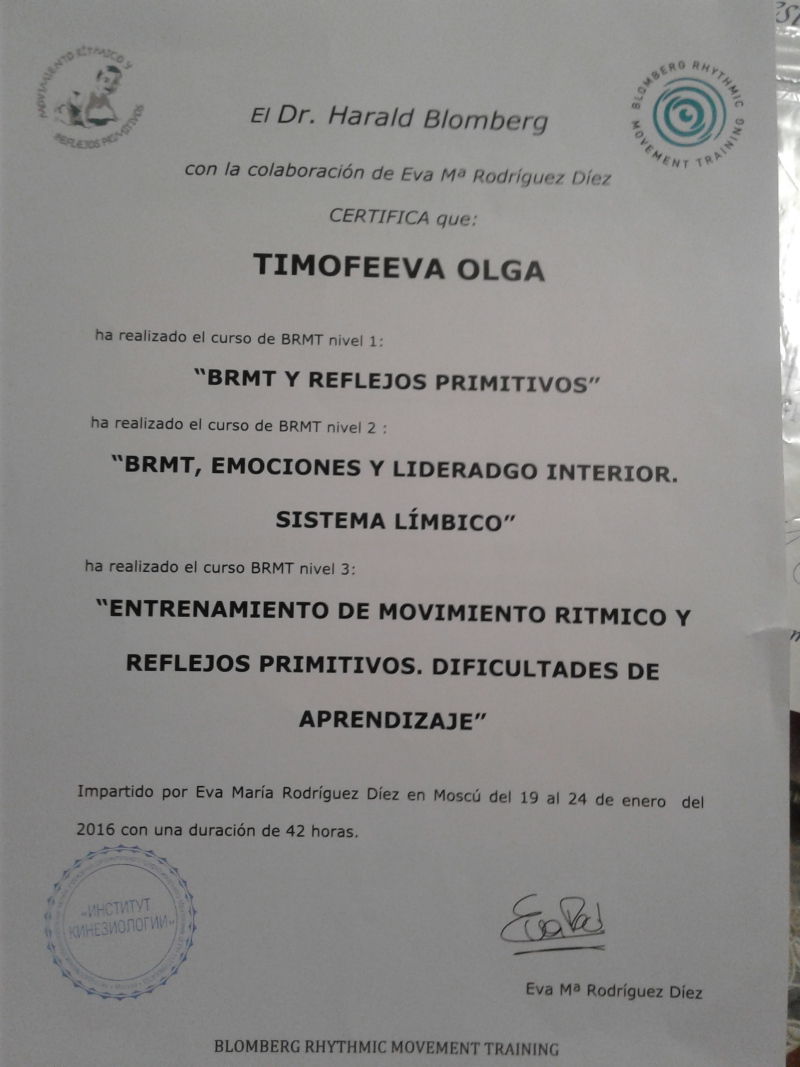 MOVIMIENTO RÍTMICO Y
REFLEJOS PRIMITIVOS
BLOMBERG RHYTHMIC
MOVEMENT TRAINING
El Dr. Harald Blomberg
con la colaboración de Eva Mª Rodríguez Díez
CERTIFICA que:
TIMOFEEVA OLGA
ha realizado el curso de BRMT nivel 1:
“BRMT Y REFLEJOS PRIMITIVOS”
ha realizado el curso de BRMT nivel 2 :
“BRMT, EMOCIONES Y LIDERADGO INTERIOR.
SISTEMA LÍMBICO”
ha realizado el curso BRMT nivel 3:
“ENTRENAMIENTO DE MOVIMIENTO RITMICO Y
REFLEJOS PRIMITIVOS. DIFICULTADES DE
APRENDIZAJE”
Impartido por Eva María Rodríguez Díez en Moscú del 19 al 24 de enero del
2016 con una duración de 42 horas.
«ИНСТИТУТ
КИНЕЗИОЛОГИИ»
Eva Mª Rodríguez Díez
BLOMBERG RHYTHMIC MOVEMENT TRAINING